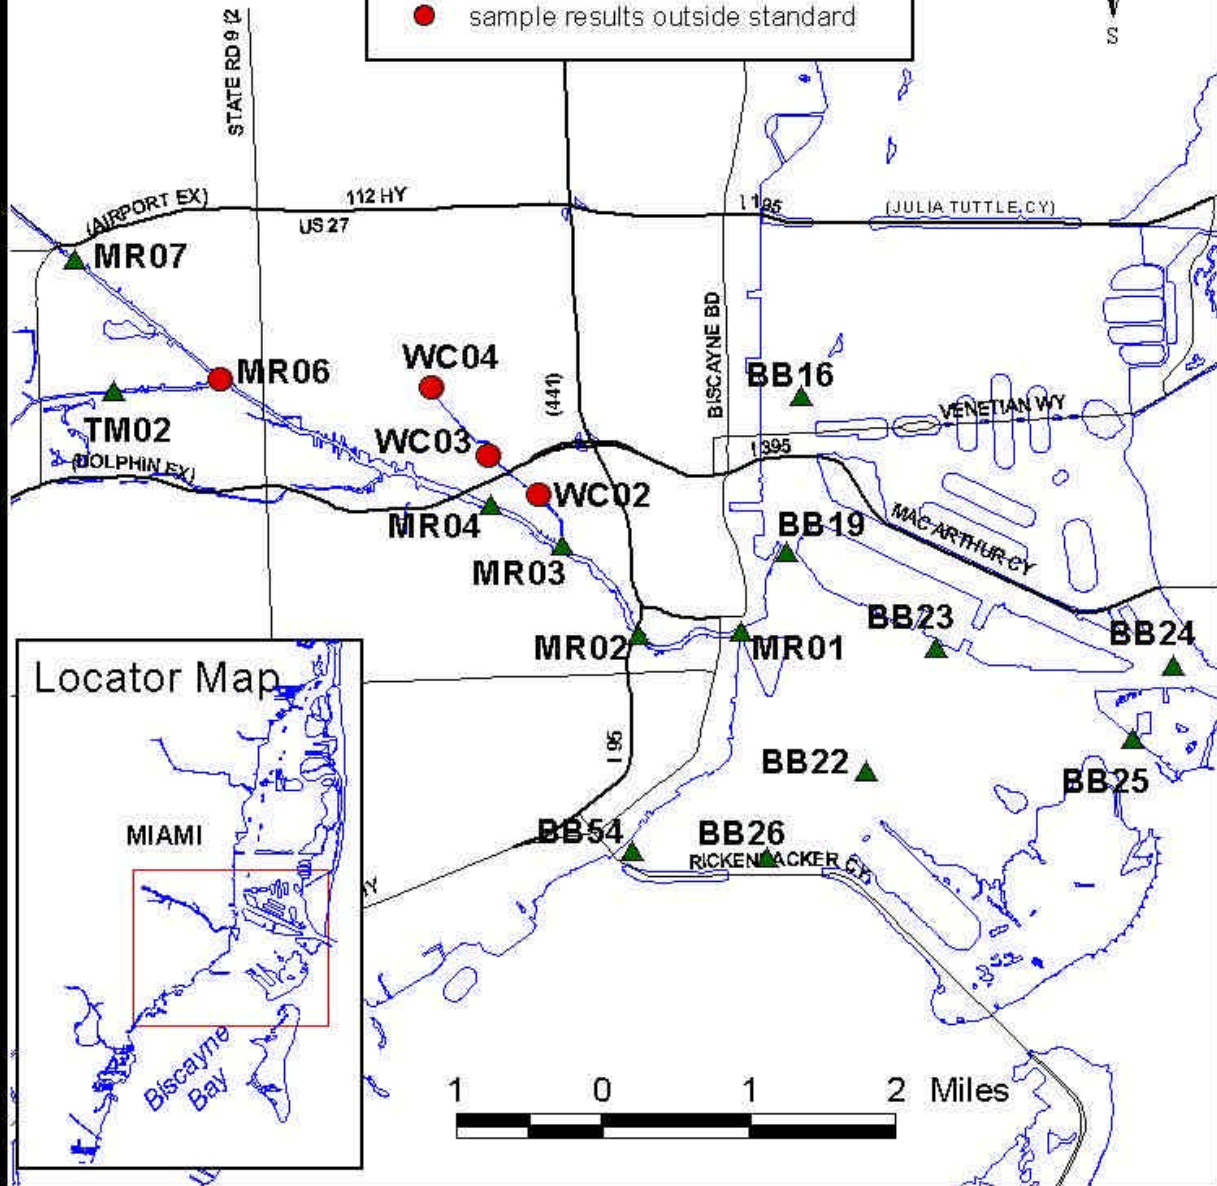 sample results outside standard
S
STATE RD 9 (2
(AIRPORT EX)
112 HY
US 27
I 195
(JULIA TUTTLE CY)
MR07
BISCAYNE BD
WC04
MR06
BB16
(441)
VENETIAN WY
TM02
WC03
I 395
(DOLPHIN EX)
WC02
MR04
BB19
MAC ARTHUR CY
MR03
BB23
BB24
MR02
MR01
Locator Map
I 95
BB22
BB25
MIAMI
BB54
BB26
RICKENBACKER CY
Biscayne
Bay
1 0 1 2 Miles